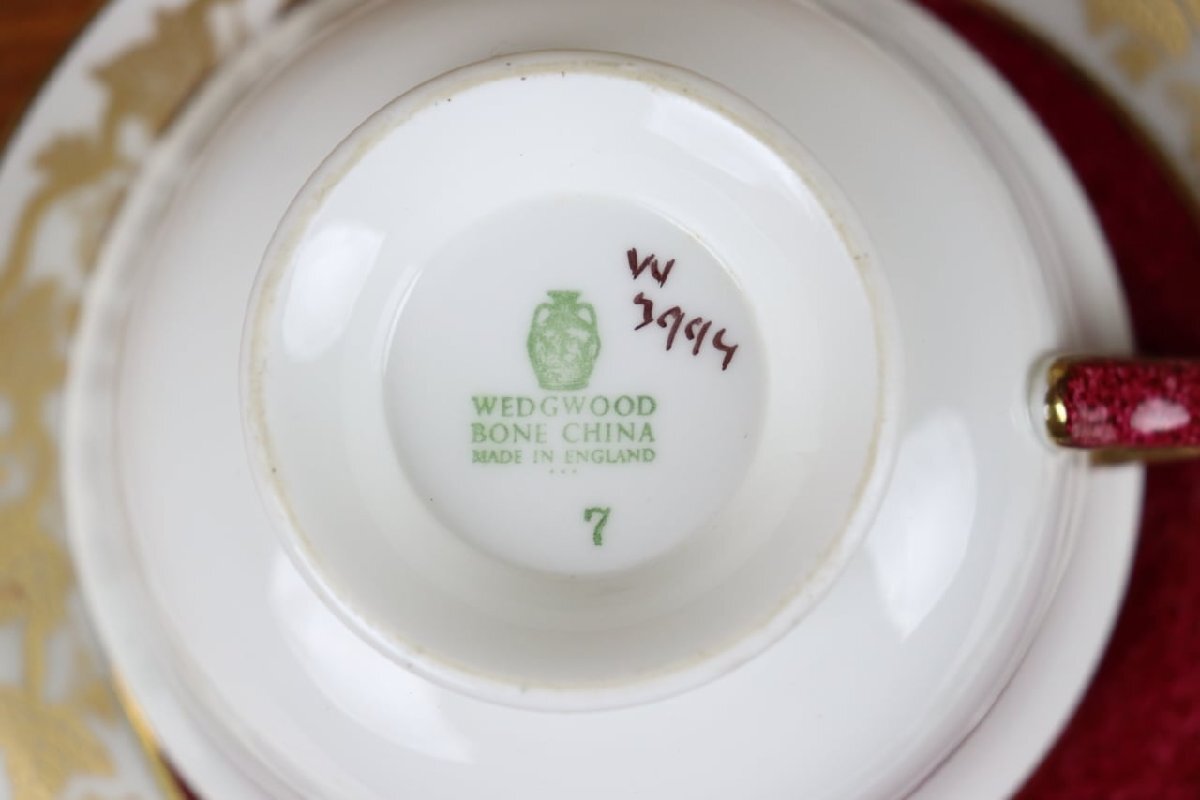 W
3994
WEDGWOOD
BONE CHINA
MADE IN ENGLAND
7